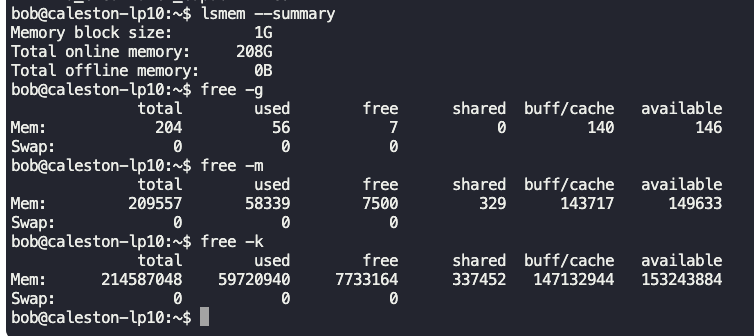 bob@caleston-lp10:~$ lsmem --summary
Memory block size: 1G
Total online memory: 208G
Total offline memory: 0B
bob@caleston-lp10:~$ free -g
total used free shared buff/cache available
Mem: 204 56 7 0 140 146
Swap: 0 0 0
bob@caleston-lp10:~$ free -m
total used free shared buff/cache available
Mem: 209557 58339 7500 329 143717 149633
Swap: 0 0 0
bob@caleston-lp10:~$ free -k
total used free shared buff/cache available
Mem: 214587048 59720940 7733164 337452 147132944 153243884
Swap: 0 0 0
bob@caleston-lp10:~$